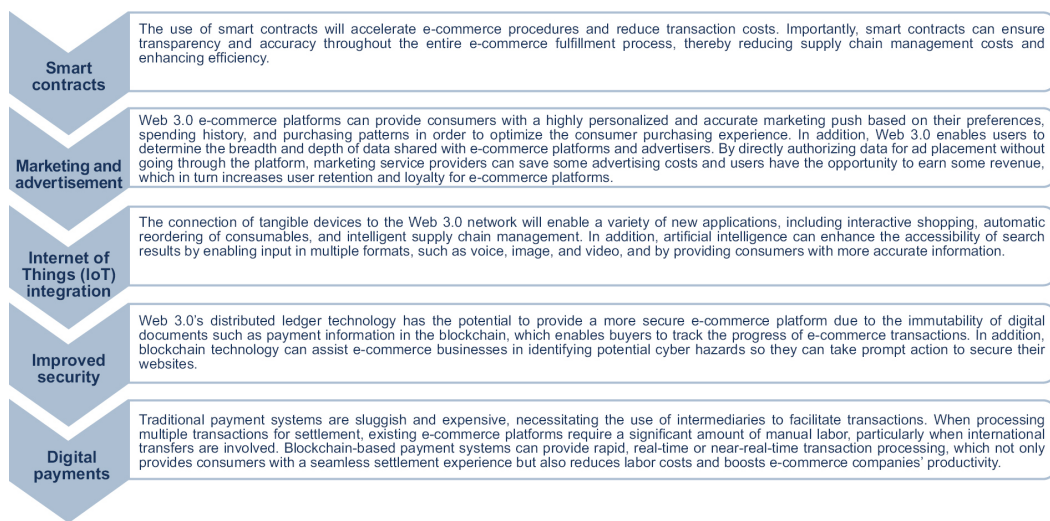 Smart
contracts
The use of smart contracts will accelerate e-commerce procedures and reduce transaction costs. Importantly, smart contracts can ensure
transparency and accuracy throughout the entire e-commerce fulfillment process, thereby reducing supply chain management costs and
enhancing efficiency.
Marketing and
advertisement
Web 3.0 e-commerce platforms can provide consumers with a highly personalized and accurate marketing push based on their preferences,
spending history, and purchasing patterns in order to optimize the consumer purchasing experience. In addition, Web 3.0 enables users to
determine the breadth and depth of data shared with e-commerce platforms and advertisers. By directly authorizing data for ad placement without
going through the platform, marketing service providers can save some advertising costs and users have the opportunity to earn some revenue,
which in turn increases user retention and loyalty for e-commerce platforms.
Internet of
Things (IoT)
integration
The connection of tangible devices to the Web 3.0 network will enable a variety of new applications, including interactive shopping, automatic
reordering of consumables, and intelligent supply chain management. In addition, artificial intelligence can enhance the accessibility of search
results by enabling input in multiple formats, such as voice, image, and video, and by providing consumers with more accurate information.
Improved
security
Web 3.0's distributed ledger technology has the potential to provide a more secure e-commerce platform due to the immutability of digital
documents such as payment information in the blockchain, which enables buyers to track the progress of e-commerce transactions. In addition,
blockchain technology can assist e-commerce businesses in identifying potential cyber hazards so they can take prompt action to secure their
websites.
Digital
payments
Traditional payment systems are sluggish and expensive, necessitating the use of intermediaries to facilitate transactions. When processing
multiple transactions for settlement, existing e-commerce platforms require a significant amount of manual labor, particularly when international
transfers are involved. Blockchain-based payment systems can provide rapid, real-time or near-real-time transaction processing, which not only
provides consumers with a seamless settlement experience but also reduces labor costs and boosts e-commerce companies' productivity.